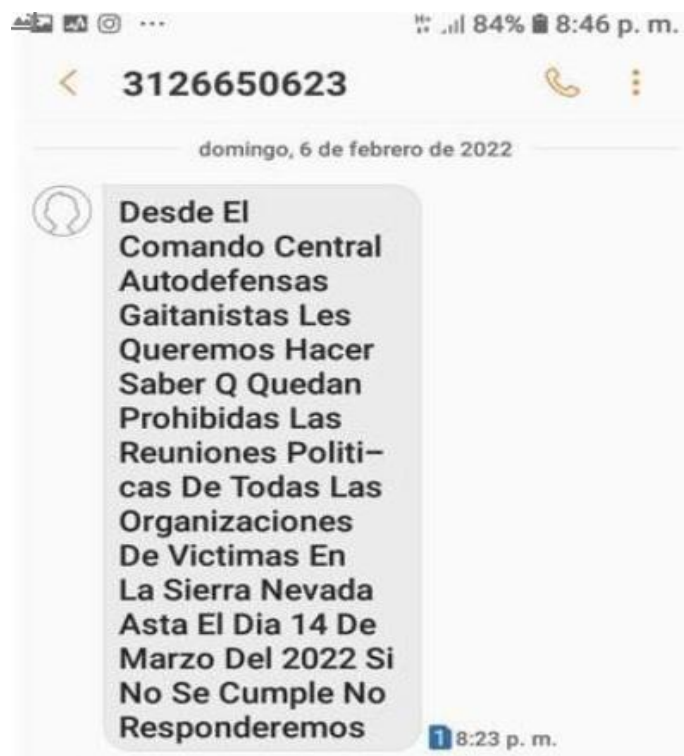 84% 8:46 p. m.
3126650623
domingo, 6 de febrero de 2022
Desde El
Comando Central
Autodefensas
Gaitanistas Les
Queremos Hacer
Saber Q Quedan
Prohibidas Las
Reuniones Politi-
cas De Todas Las
Organizaciones
De Victimas En
La Sierra Nevada
Asta El Dia 14 De
Marzo Del 2022 Si
No Se Cumple No
Responderemos
1 8:23 p. m.